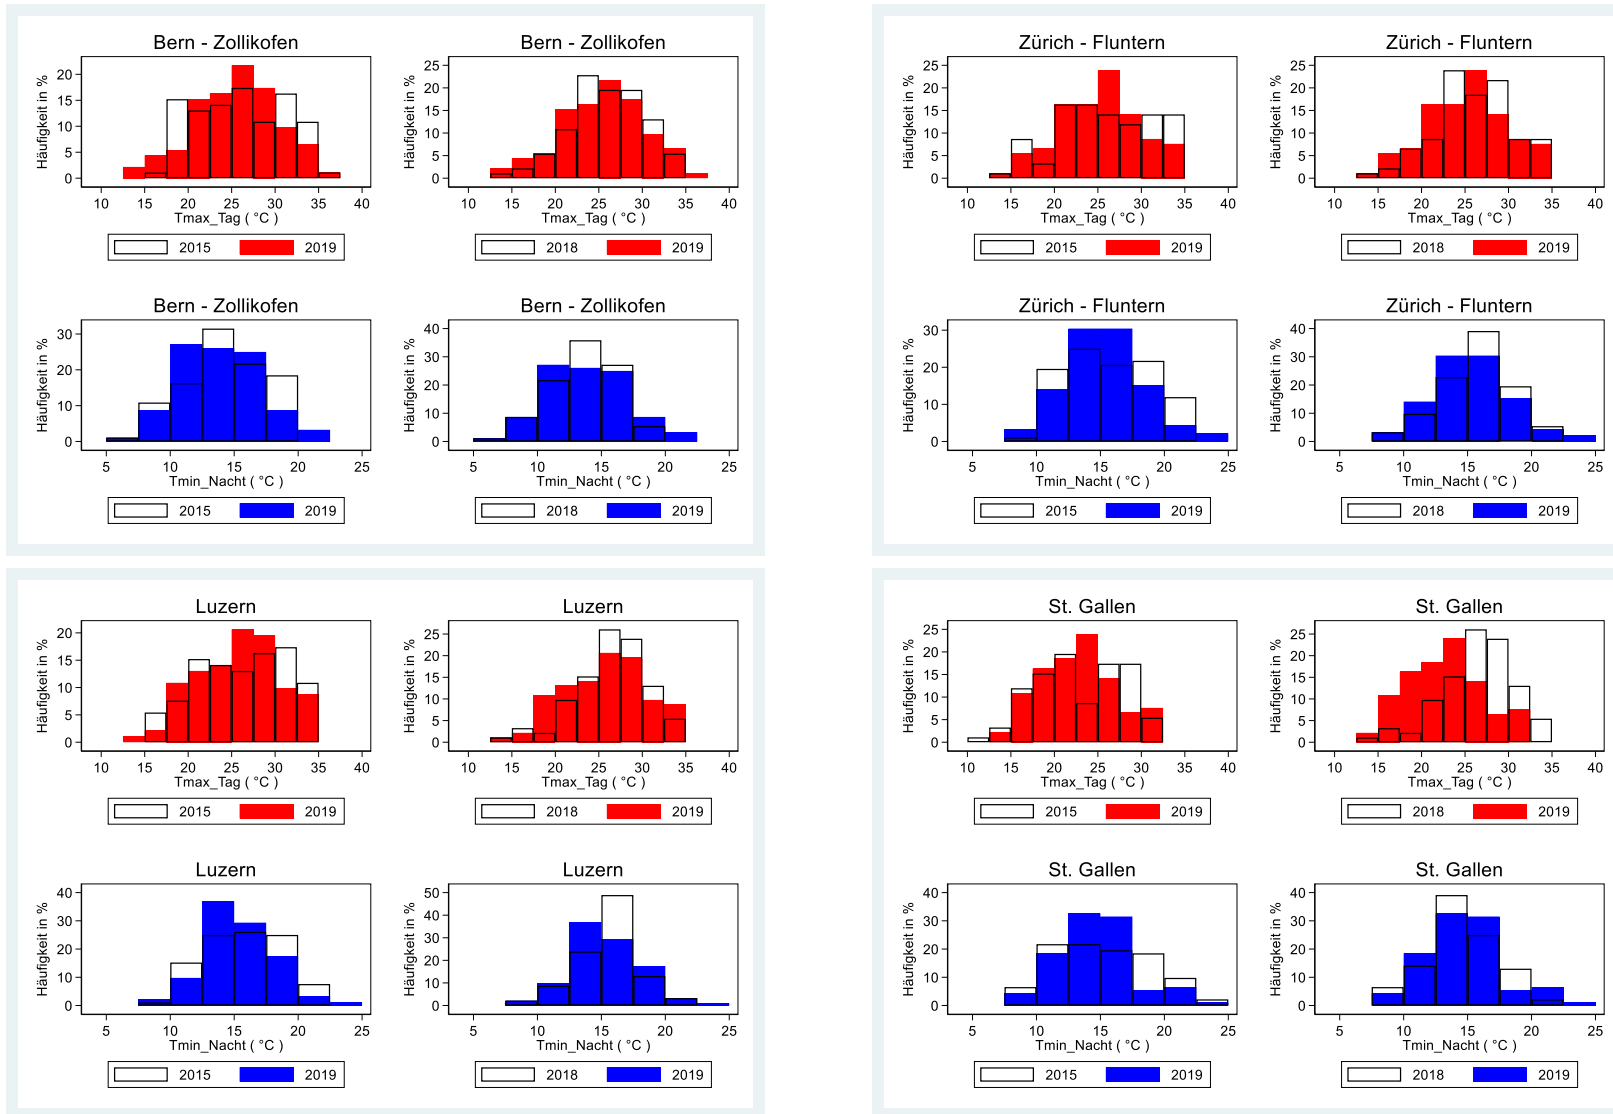 Bern - Zollikofen
Häufigkeit in %
20
15
10
5
0
10 15 20 25 30 35 40
Tmax_Tag ( °C )
2015 2019
Bern - Zollikofen
Häufigkeit in %
25
20
15
10
5
0
10 15 20 25 30 35 40
Tmax_Tag ( °C )
2018 2019
Zürich - Fluntern
Häufigkeit in %
25
20
15
10
5
0
10 15 20 25 30 35 40
Tmax_Tag ( °C )
2015 2019
Zürich - Fluntern
Häufigkeit in %
25
20
15
10
5
0
10 15 20 25 30 35 40
Tmax_Tag ( °C )
2018 2019
Bern - Zollikofen
Häufigkeit in %
30
20
10
0
5 10 15 20 25
Tmin_Nacht ( °C )
2015 2019
Bern - Zollikofen
Häufigkeit in %
40
30
20
10
0
5 10 15 20 25
Tmin_Nacht ( °C )
2018 2019
Zürich - Fluntern
Häufigkeit in %
30
20
10
0
5 10 15 20 25
Tmin_Nacht ( °C )
2015 2019
Zürich - Fluntern
Häufigkeit in %
40
30
20
10
0
5 10 15 20 25
Tmin_Nacht ( °C )
2018 2019
Luzern
Häufigkeit in %
20
15
10
5
0
10 15 20 25 30 35 40
Tmax_Tag ( °C )
2015 2019
Luzern
Häufigkeit in %
25
20
15
10
5
0
10 15 20 25 30 35 40
Tmax_Tag ( °C )
2018 2019
St. Gallen
Häufigkeit in %
25
20
15
10
5
0
10 15 20 25 30 35 40
Tmax_Tag ( °C )
2015 2019
St. Gallen
Häufigkeit in %
25
20
15
10
5
0
10 15 20 25 30 35 40
Tmax_Tag ( °C )
2018 2019
Luzern
Häufigkeit in %
40
30
20
10
0
5 10 15 20 25
Tmin_Nacht ( °C )
2015 2019
Luzern
Häufigkeit in %
50
40
30
20
10
0
5 10 15 20 25
Tmin_Nacht ( °C )
2018 2019
St. Gallen
Häufigkeit in %
40
30
20
10
0
5 10 15 20 25
Tmin_Nacht ( °C )
2015 2019
St. Gallen
Häufigkeit in %
40
30
20
10
0
5 10 15 20 25
Tmin_Nacht ( °C )
2018 2019